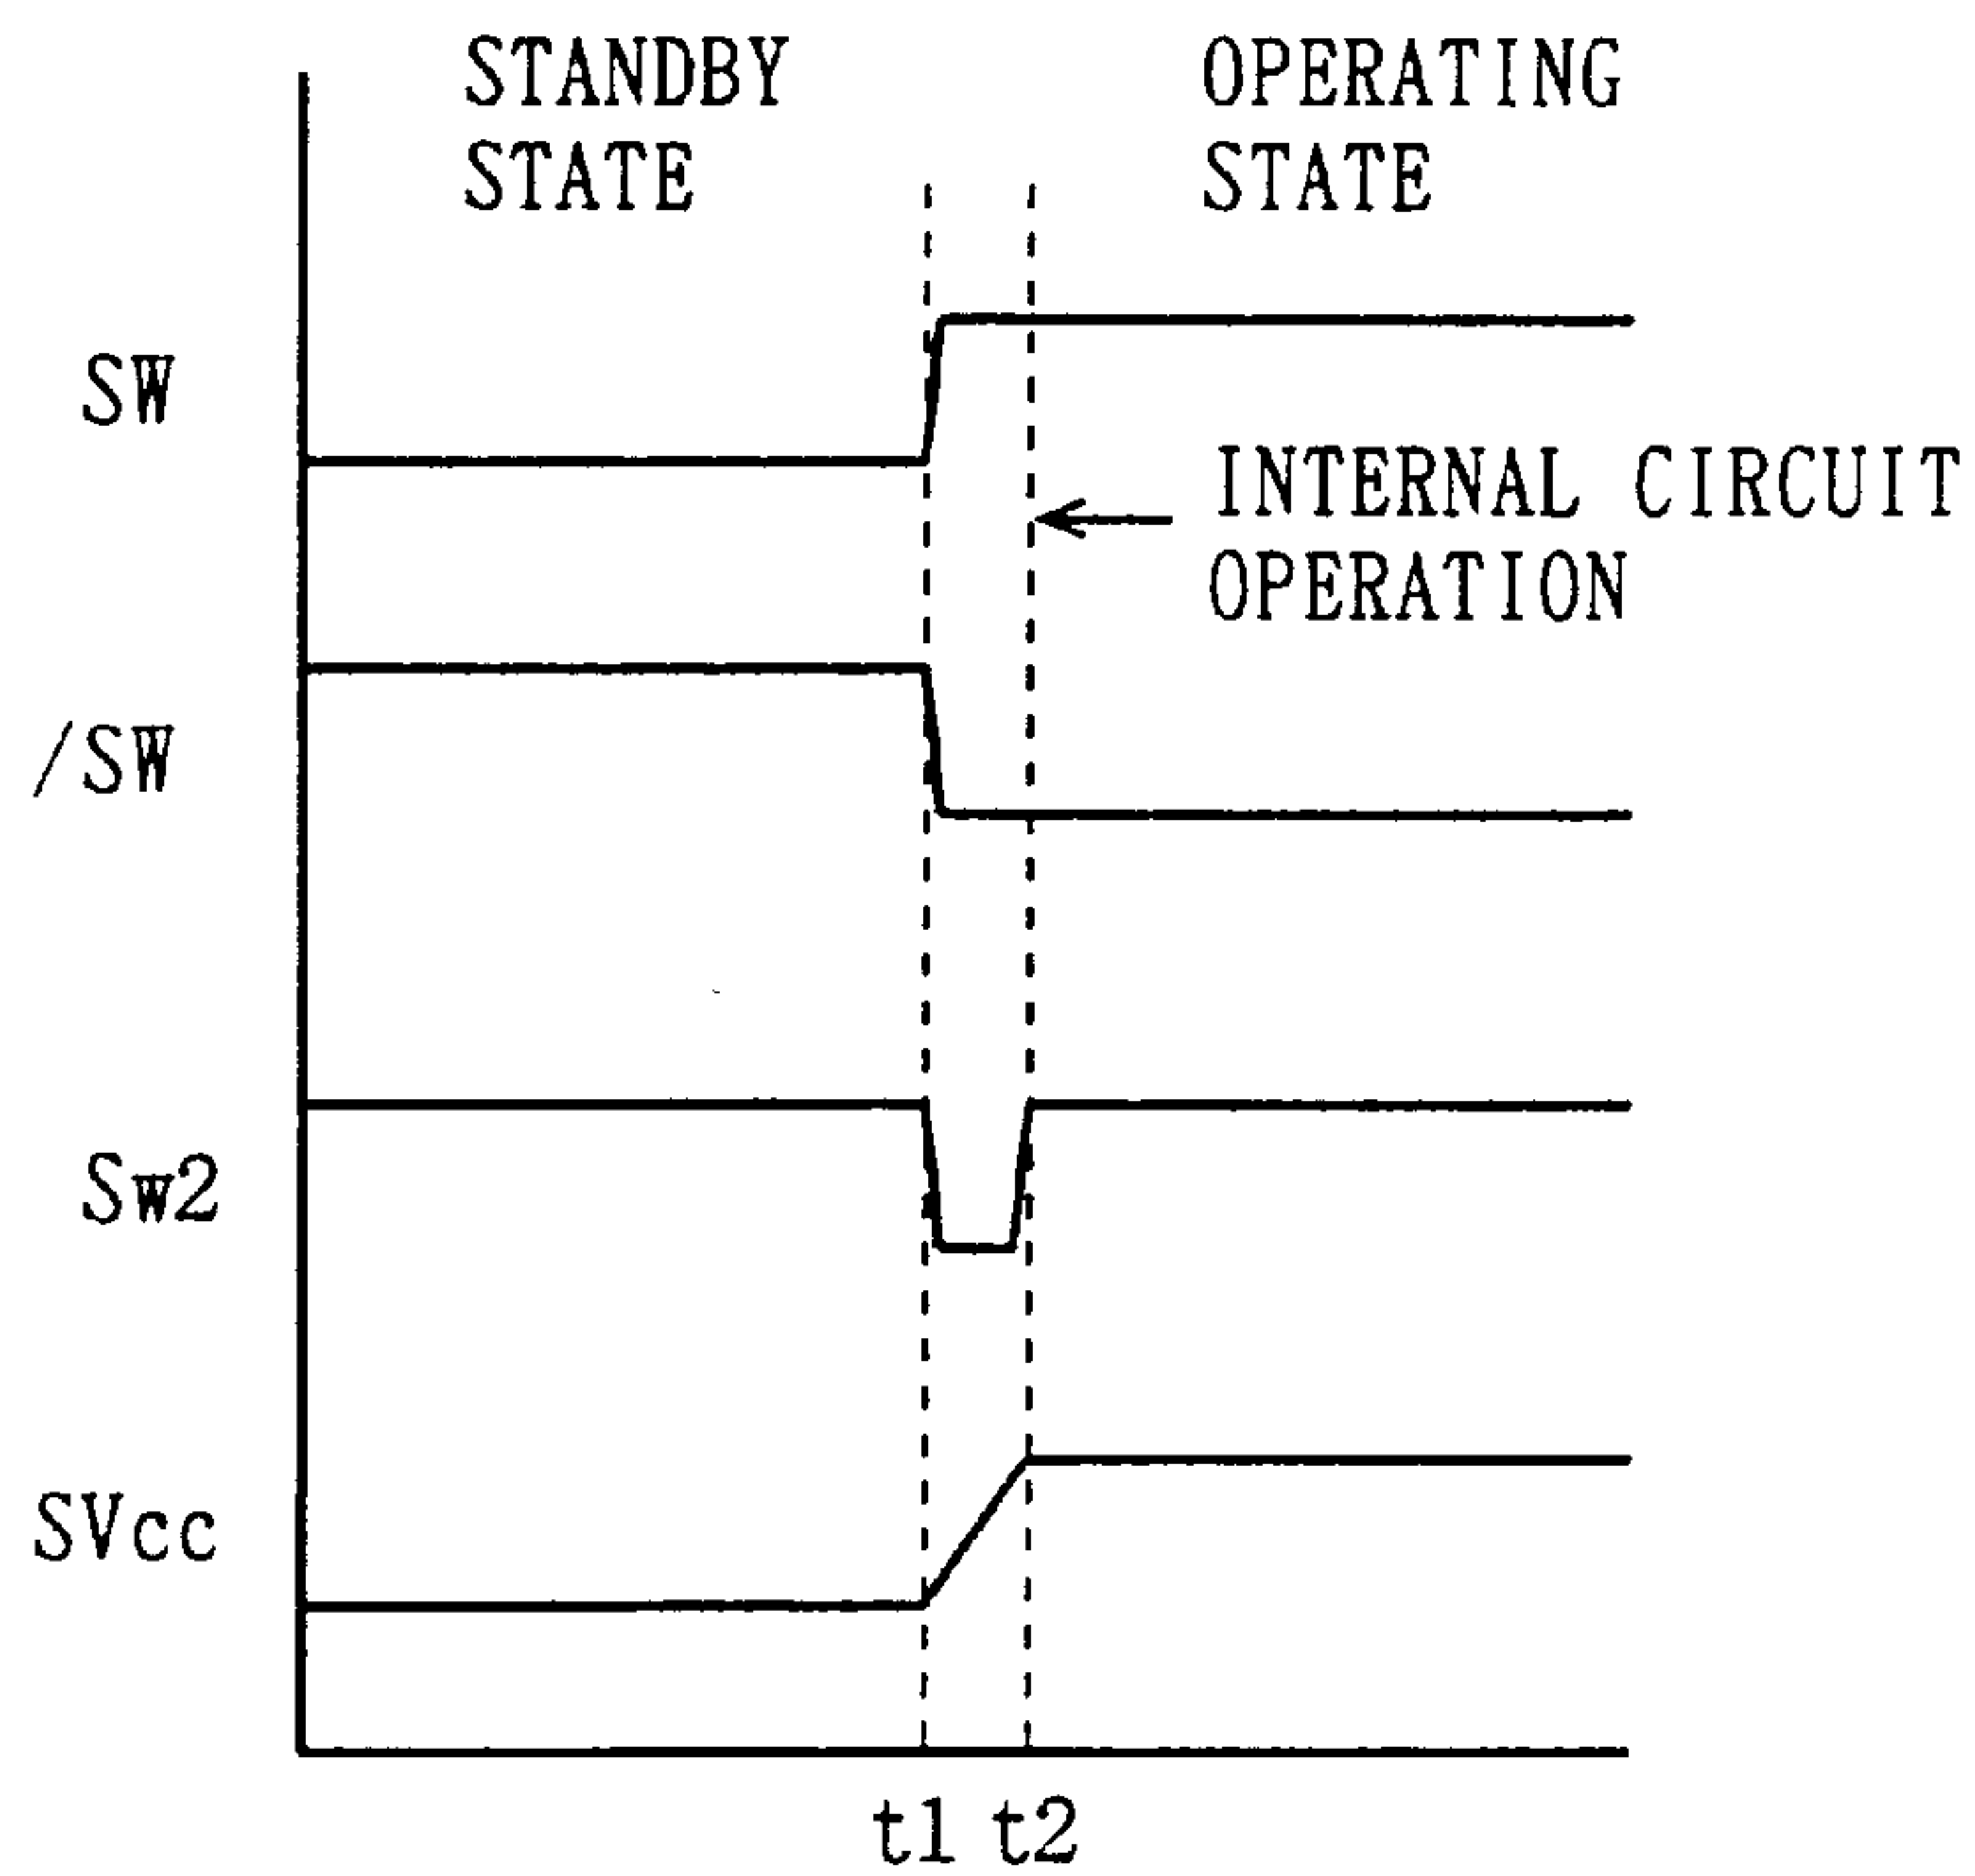 STANDBY
STATE
OPERATING
STATE
SW
INTERNAL CIRCUIT
OPERATION
/SW
Sw2
SVcc
t1 t2